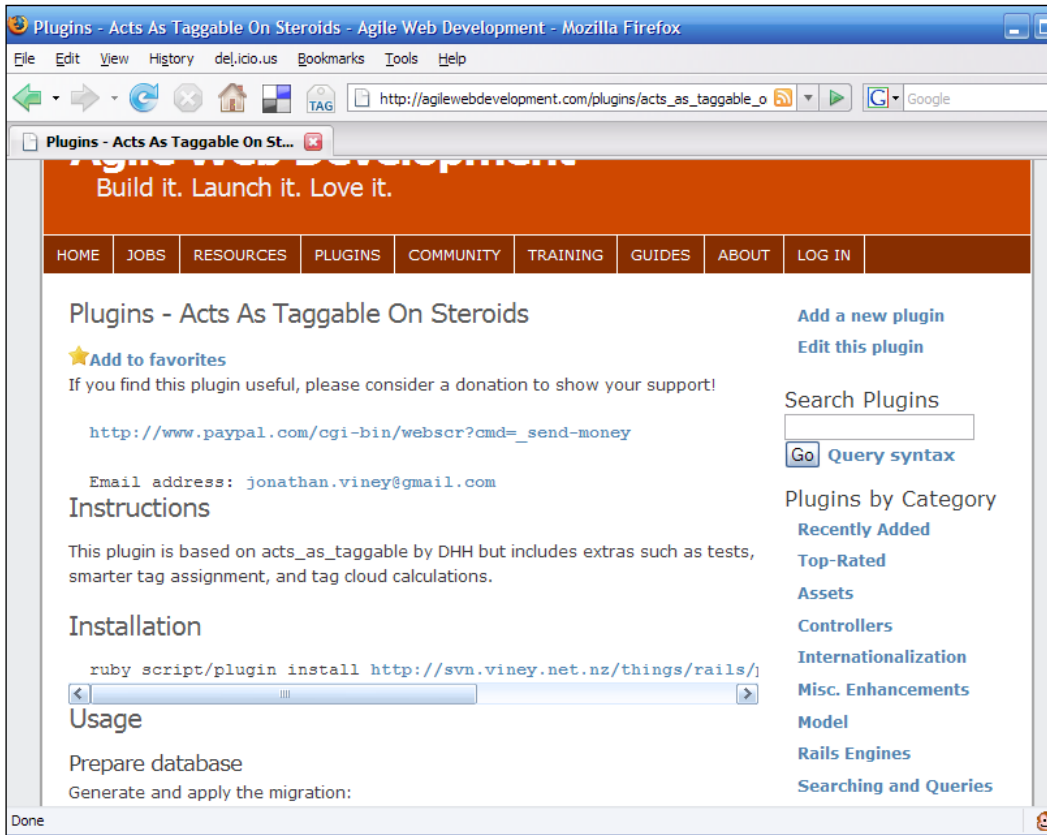 Plugins - Acts As Taggable On Steroids - Agile Web Development - Mozilla Firefox
File Edit View History del.icio.us Bookmarks Tools Help
TAG http://agilewebdevelopment.com/plugins/acts_as_taggable_o G Google
Plugins - Acts As Taggable On St...
Agile Web Development
Build it. Launch it. Love it.
HOME JOBS RESOURCES PLUGINS COMMUNITY TRAINING GUIDES ABOUT LOG IN
Plugins - Acts As Taggable On Steroids
Add to favorites
If you find this plugin useful, please consider a donation to show your support!
http://www.paypal.com/cgi-bin/webscr?cmd=_send-money
Email address: jonathan.viney@gmail.com
Instructions
This plugin is based on acts_as_taggable by DHH but includes extras such as tests,
smarter tag assignment, and tag cloud calculations.
Installation
ruby script/plugin install http://svn.viney.net.nz/things/rails/p
Usage
Prepare database
Generate and apply the migration:
Add a new plugin
Edit this plugin
Search Plugins
Go Query syntax
Plugins by Category
Recently Added
Top-Rated
Assets
Controllers
Internationalization
Misc. Enhancements
Model
Rails Engines
Searching and Queries
Done